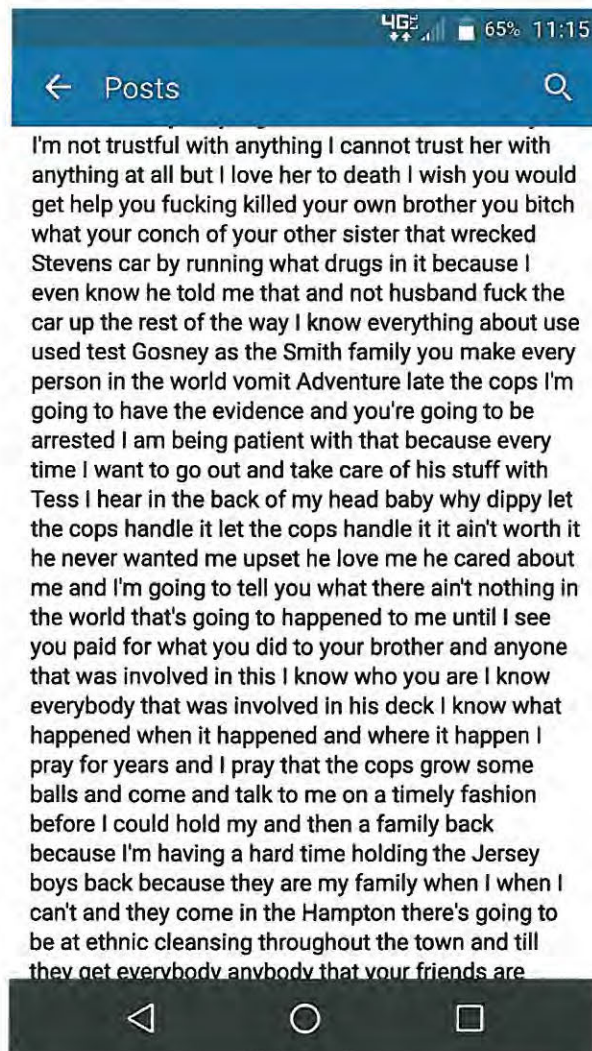 4G 65% 11:15
Posts
I'm not trustful with anything I cannot trust her with
anything at all but I love her to death I wish you would
get help you fucking killed your own brother you bitch
what your conch of your other sister that wrecked
Stevens car by running what drugs in it because I
even know he told me that and not husband fuck the
car up the rest of the way I know everything about use
used test Gosney as the Smith family you make every
person in the world vomit Adventure late the cops I'm
going to have the evidence and you're going to be
arrested I am being patient with that because every
time I want to go out and take care of his stuff with
Tess I hear in the back of my head baby why dippy let
the cops handle it let the cops handle it it ain't worth it
he never wanted me upset he love me he cared about
me and I'm going to tell you what there ain't nothing in
the world that's going to happened to me until I see
you paid for what you did to your brother and anyone
that was involved in this I know who you are I know
everybody that was involved in his deck I know what
happened when it happened and where it happen I
pray for years and I pray that the cops grow some
balls and come and talk to me on a timely fashion
before I could hold my and then a family back
because I'm having a hard time holding the Jersey
boys back because they are my family when I when I
can't and they come in the Hampton there's going to
be at ethnic cleansing throughout the town and till
they get everybody anybody that your friends are